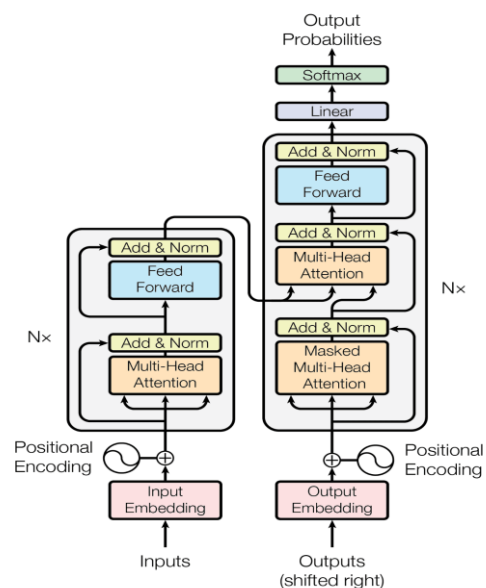 Output
Probabilities
Softmax
Linear
Add & Norm
Feed
Forward
Add & Norm
Multi-Head
Attention
Add & Norm
Masked
Multi-Head
Attention
N×
Positional
Encoding
Output
Embedding
Outputs
(shifted right)
Add & Norm
Feed
Forward
Add & Norm
Multi-Head
Attention
N×
Positional
Encoding
Input
Embedding
Inputs